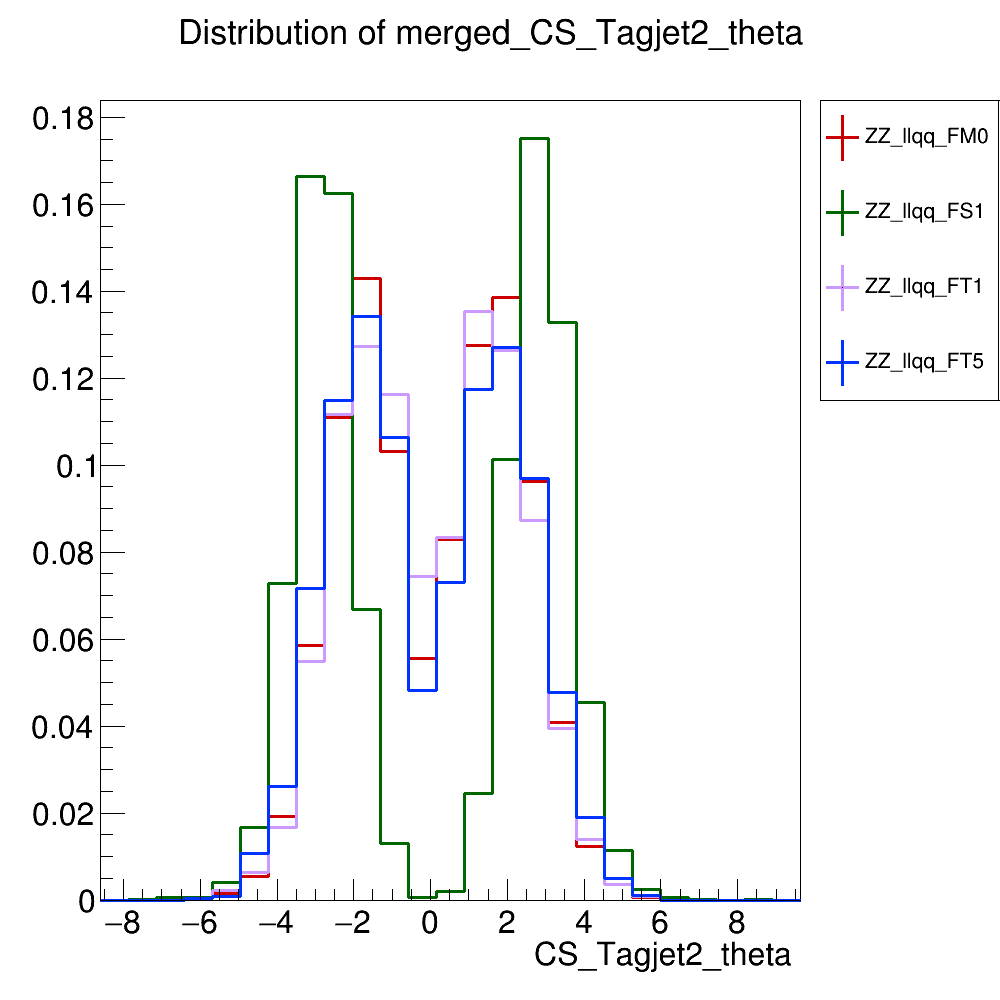 Distribution of merged_CS_Tagjet2_theta
0.18
0.16
0.14
0.12
0.1
0.08
0.06
0.04
0.02
0
−8 −6 −4 −2 0 2 4 6 8
CS_Tagjet2_theta
ZZ_llqq_FM0
ZZ_llqq_FS1
ZZ_llqq_FT1
ZZ_llqq_FT5